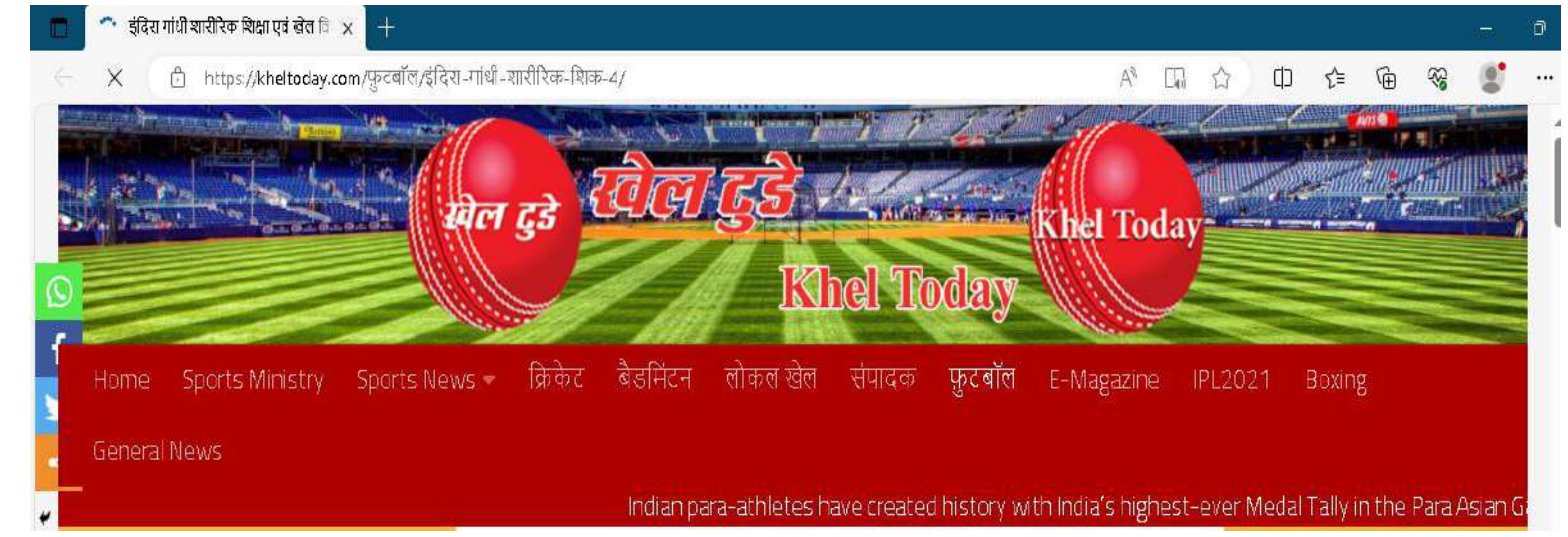 इंदिरा गांधी शारीरिक शिक्षा एवं खेल वि
https://kheltoday.com/फुटबॉल/इंदिरा-गांधी-शारीरिक-शिक-4/
AVIS
खेल टुडे
खेल टुडे
Khel Today
Khel Today
Home Sports Ministry Sports News क्रिकेट बैडमिंटन लोकल खेल संपादक फुटबॉल E-Magazine IPL2021 Boxing
General News
Indian para-athletes have created history with India's highest-ever Medal Tally in the Para Asian Ga